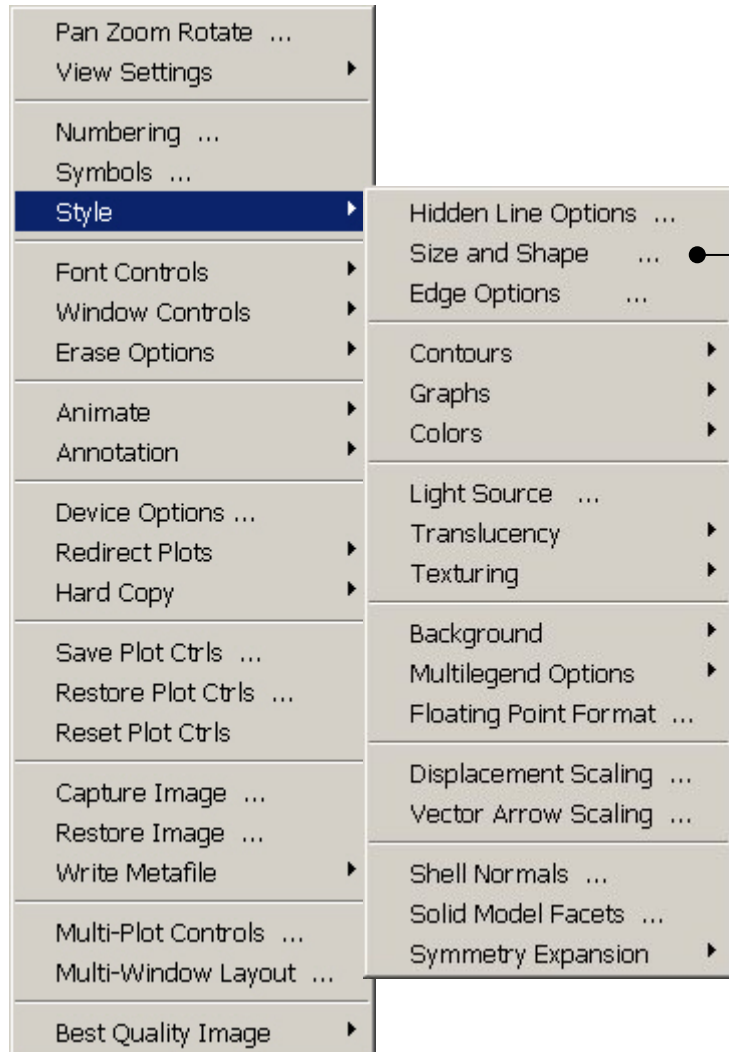 Pan Zoom Rotate ...
View Settings
Numbering ...
Symbols ...
Style
Font Controls
Window Controls
Erase Options
Animate
Annotation
Device Options ...
Redirect Plots
Hard Copy
Save Plot Ctrls ...
Restore Plot Ctrls ...
Reset Plot Ctrls
Capture Image ...
Restore Image ...
Write Metafile
Multi-Plot Controls ...
Multi-Window Layout ...
Best Quality Image
Hidden Line Options ...
Size and Shape ...
Edge Options ...
Contours
Graphs
Colors
Light Source ...
Translucency
Texturing
Background
Multilegend Options
Floating Point Format ...
Displacement Scaling ...
Vector Arrow Scaling ...
Shell Normals ...
Solid Model Facets ...
Symmetry Expansion